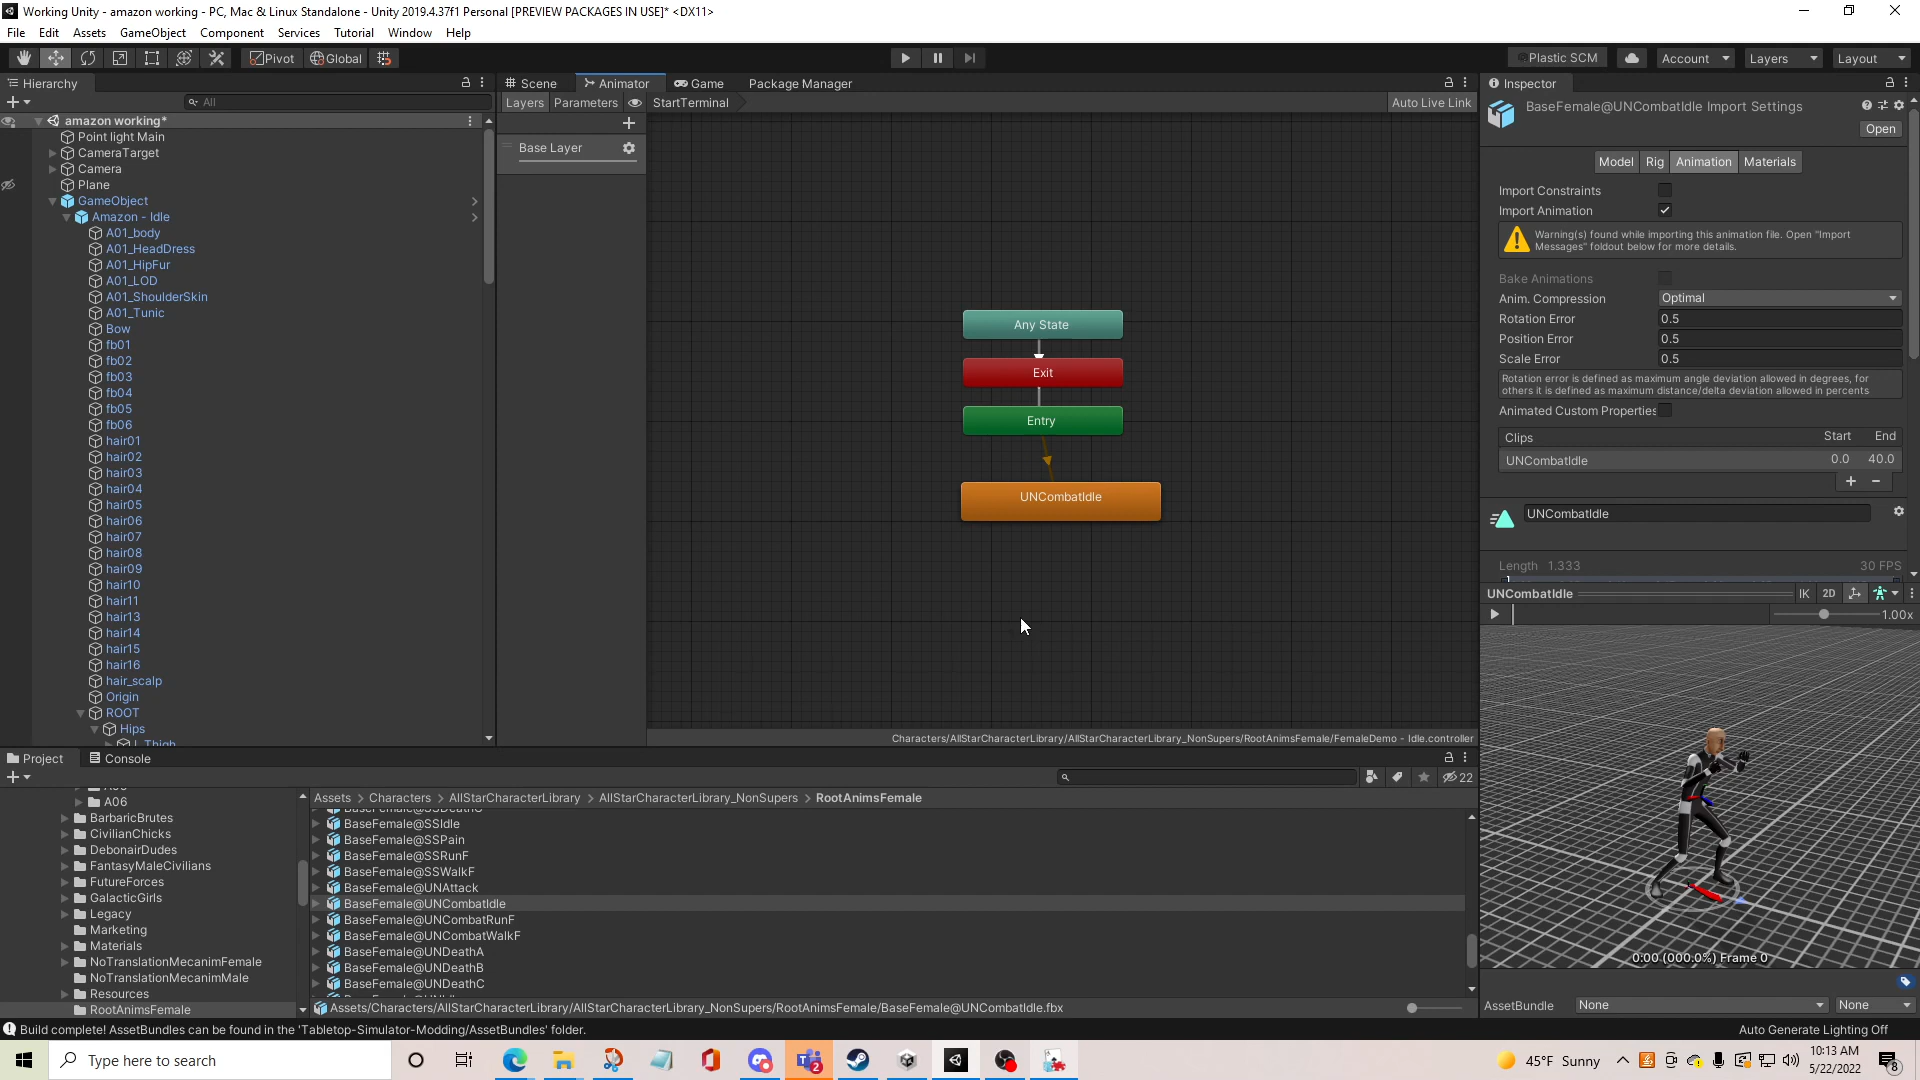 Working Unity - amazon working - PC, Mac & Linux Standalone - Unity 2019.4.37f1 Personal [PREVIEW PACKAGES IN USE]* <DX11>
File Edit Assets GameObject Component Services Tutorial Window Help
Pivot Global Plastic SCM Account Layers Layout
Hierarchy
All
amazon working*
Point light Main
CameraTarget
Camera
Plane
GameObject
Amazon - Idle
A01_body
A01_HeadDress
A01_HipFur
A01_LOD
A01_ShoulderSkin
A01_Tunic
Bow
fb01
fb02
fb03
fb04
fb05
fb06
hair01
hair02
hair03
hair04
hair05
hair06
hair07
hair08
hair09
hair10
hair11
hair13
hair14
hair15
hair16
hair_scalp
Origin
ROOT
Hips
Scene Animator Game Package Manager
Layers Parameters StartTerminal Auto Live Link
Base Layer
Any State
Exit
Entry
UNCombatIdle
Characters/AllStarCharacterLibrary/AllStarCharacterLibrary_NonSupers/RootAnimsFemale/FemaleDemo - Idle.controller
Inspector
BaseFemale@UNCombatIdle Import Settings
Open
Model Rig Animation Materials
Import Constraints
Import Animation
Warning(s) found while importing this animation file. Open "Import
Messages" foldout below for more details.
Bake Animations
Anim. Compression Optimal
Rotation Error 0.5
Position Error 0.5
Scale Error 0.5
Rotation error is defined as maximum angle deviation allowed in degrees, for
others it is defined as maximum distance/delta deviation allowed in percents
Animated Custom Properties
Clips Start End
UNCombatIdle 0.0 40.0
+ -
UNCombatIdle
Length 1.333 30 FPS
UNCombatIdle IK 2D
1.00x
0:00 (000.0%) Frame 0
AssetBundle None None
Project Console
22
A06
BarbaricBrutes
CivilianChicks
DebonairDudes
FantasyMaleCivilians
FutureForces
GalacticGirls
Legacy
Marketing
Materials
NoTranslationMecanimFemale
NoTranslationMecanimMale
Resources
RootAnimsFemale
Assets > Characters > AllStarCharacterLibrary > AllStarCharacterLibrary_NonSupers > RootAnimsFemale
BaseFemale@SSIdle
BaseFemale@SSPain
BaseFemale@SSRunF
BaseFemale@SSWalkF
BaseFemale@UNAttack
BaseFemale@UNCombatIdle
BaseFemale@UNCombatRunF
BaseFemale@UNCombatWalkF
BaseFemale@UNDeathA
BaseFemale@UNDeathB
BaseFemale@UNDeathC
Assets/Characters/AllStarCharacterLibrary/AllStarCharacterLibrary_NonSupers/RootAnimsFemale/BaseFemale@UNCombatIdle.fbx
Build complete! AssetBundles can be found in the 'Tabletop-Simulator-Modding/AssetBundles' folder.
Auto Generate Lighting Off
Type here to search
2
45°F Sunny
10:13 AM
5/22/2022
8